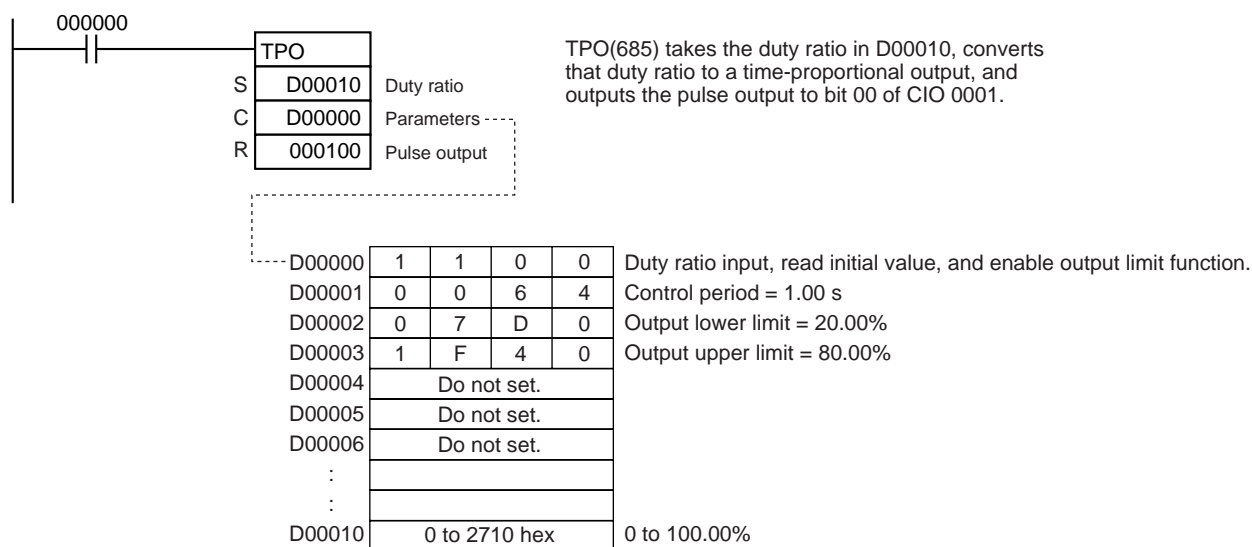 000000
TPO
S D00010 Duty ratio
C D00000 Parameters
R 000100 Pulse output
TPO(685) takes the duty ratio in D00010, converts
that duty ratio to a time-proportional output, and
outputs the pulse output to bit 00 of CIO 0001.
D00000 1 1 0 0 Duty ratio input, read initial value, and enable output limit function.
D00001 0 0 6 4 Control period = 1.00 s
D00002 0 7 D 0 Output lower limit = 20.00%
D00003 1 F 4 0 Output upper limit = 80.00%
D00004 Do not set.
D00005 Do not set.
D00006 Do not set.
:
:
D00010 0 to 2710 hex 0 to 100.00%